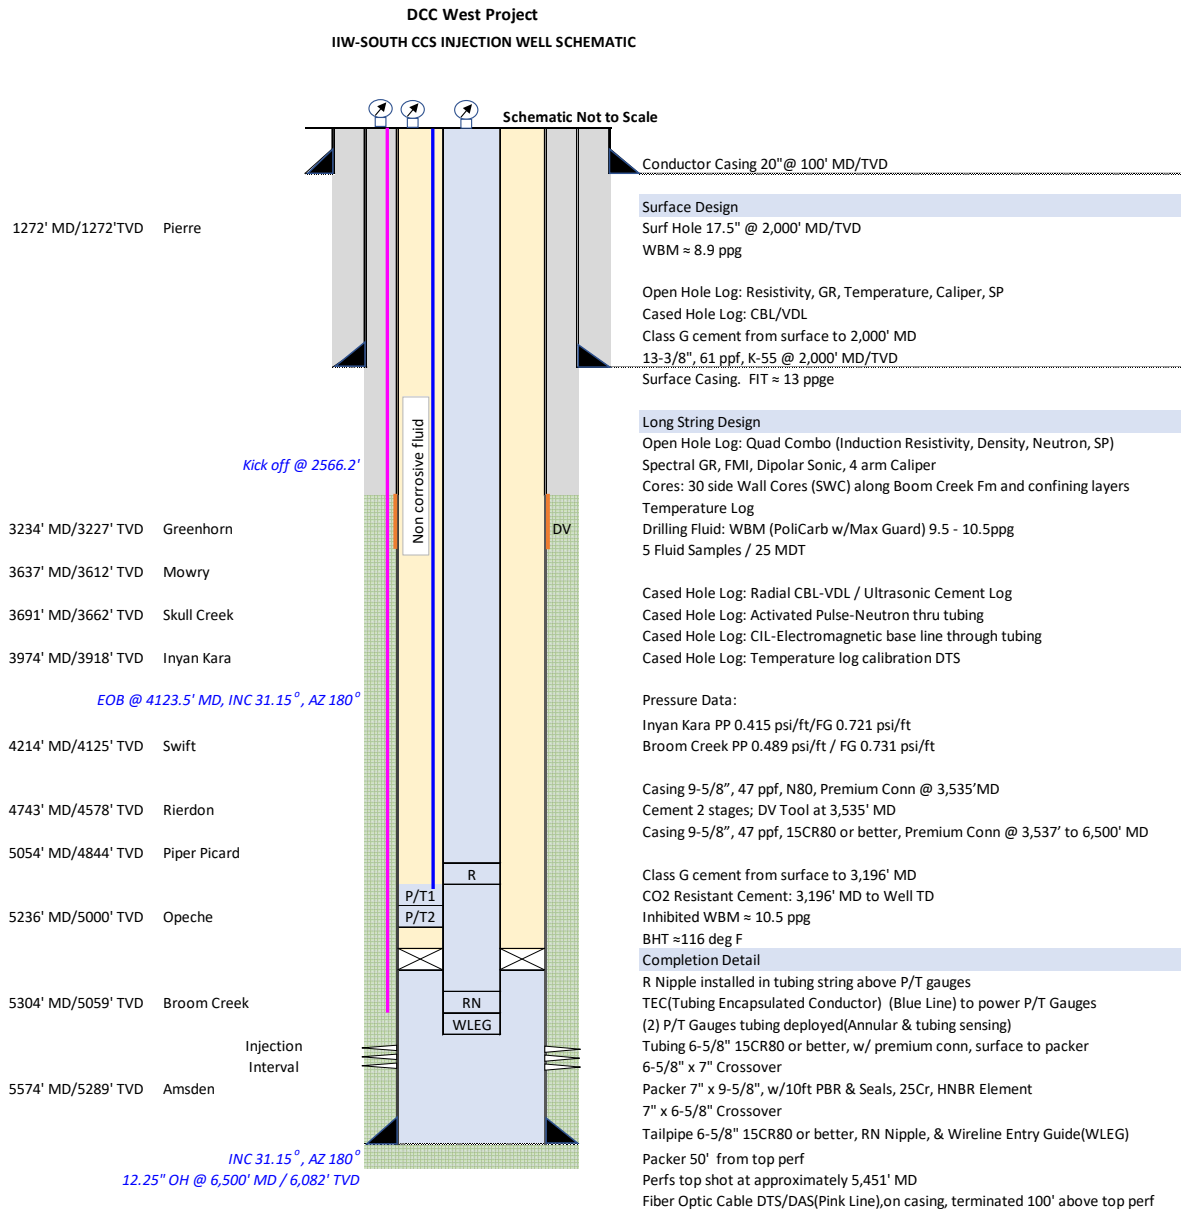 DCC West Project
IIW-SOUTH CCS INJECTION WELL SCHEMATIC
Schematic Not to Scale
Conductor Casing 20"@ 100' MD/TVD
Surface Design
1272' MD/1272'TVD Pierre
Surf Hole 17.5" @ 2,000' MD/TVD
WBM ≈ 8.9 ppg
Open Hole Log: Resistivity, GR, Temperature, Caliper, SP
Cased Hole Log: CBL/VDL
Class G cement from surface to 2,000' MD
13-3/8", 61 ppf, K-55 @ 2,000' MD/TVD
Surface Casing. FIT ≈ 13 ppge
Long String Design
Open Hole Log: Quad Combo (Induction Resistivity, Density, Neutron, SP)
Non corrosive fluid
Kick off @ 2566.2'
Spectral GR, FMI, Dipolar Sonic, 4 arm Caliper
Cores: 30 side Wall Cores (SWC) along Boom Creek Fm and confining layers
Temperature Log
3234' MD/3227' TVD Greenhorn
DV
Drilling Fluid: WBM (PoliCarb w/Max Guard) 9.5 - 10.5ppg
5 Fluid Samples / 25 MDT
3637' MD/3612' TVD Mowry
Cased Hole Log: Radial CBL-VDL / Ultrasonic Cement Log
3691' MD/3662' TVD Skull Creek
Cased Hole Log: Activated Pulse-Neutron thru tubing
Cased Hole Log: CIL-Electromagnetic base line through tubing
3974' MD/3918' TVD Inyan Kara
Cased Hole Log: Temperature log calibration DTS
EOB @ 4123.5' MD, INC 31.15°, AZ 180°
Pressure Data:
Inyan Kara PP 0.415 psi/ft/FG 0.721 psi/ft
4214' MD/4125' TVD Swift
Broom Creek PP 0.489 psi/ft / FG 0.731 psi/ft
Casing 9-5/8”, 47 ppf, N80, Premium Conn @ 3,535’MD
4743' MD/4578' TVD Rierdon
Cement 2 stages; DV Tool at 3,535' MD
Casing 9-5/8”, 47 ppf, 15CR80 or better, Premium Conn @ 3,537’ to 6,500' MD
5054' MD/4844' TVD Piper Picard
R
Class G cement from surface to 3,196' MD
P/T1
CO2 Resistant Cement: 3,196' MD to Well TD
5236' MD/5000' TVD Opeche
P/T2
Inhibited WBM ≈ 10.5 ppg
BHT ≈116 deg F
Completion Detail
R Nipple installed in tubing string above P/T gauges
5304' MD/5059' TVD Broom Creek
RN
TEC(Tubing Encapsulated Conductor) (Blue Line) to power P/T Gauges
WLEG
(2) P/T Gauges tubing deployed(Annular & tubing sensing)
Injection
Interval
Tubing 6-5/8" 15CR80 or better, w/ premium conn, surface to packer
6-5/8" x 7" Crossover
5574' MD/5289' TVD Amsden
Packer 7" x 9-5/8", w/10ft PBR & Seals, 25Cr, HNBR Element
7" x 6-5/8" Crossover
Tailpipe 6-5/8" 15CR80 or better, RN Nipple, & Wireline Entry Guide(WLEG)
INC 31.15°, AZ 180°
Packer 50' from top perf
12.25" OH @ 6,500' MD / 6,082' TVD
Perfs top shot at approximately 5,451' MD
Fiber Optic Cable DTS/DAS(Pink Line),on casing, terminated 100' above top perf